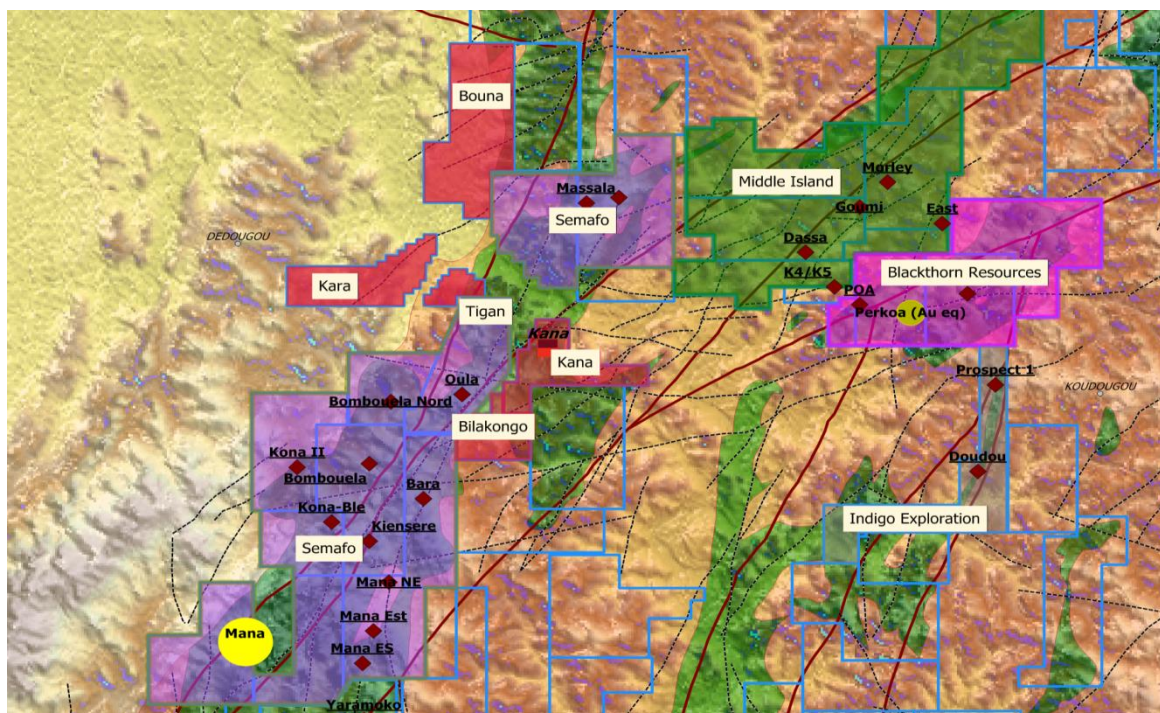 Bouna
Massala
Semafo
Middle Island
Murley
Goumi
East
Dassa
DEDOUGOU
Kara
K4/K5
Blackthorn Resources
POA
Perkoa (Au eq)
Tigan
Kana
Kana
Oula
Bombouela Nord
Prospect 1
KOUDOUGOU
Bilakongo
Kona II
Bombouela
Bara
Doudou
Kona-Ble
Kiensere
Indigo Exploration
Semafo
Mana NE
Mana
Mana Est
Mana ES
Yaramoko